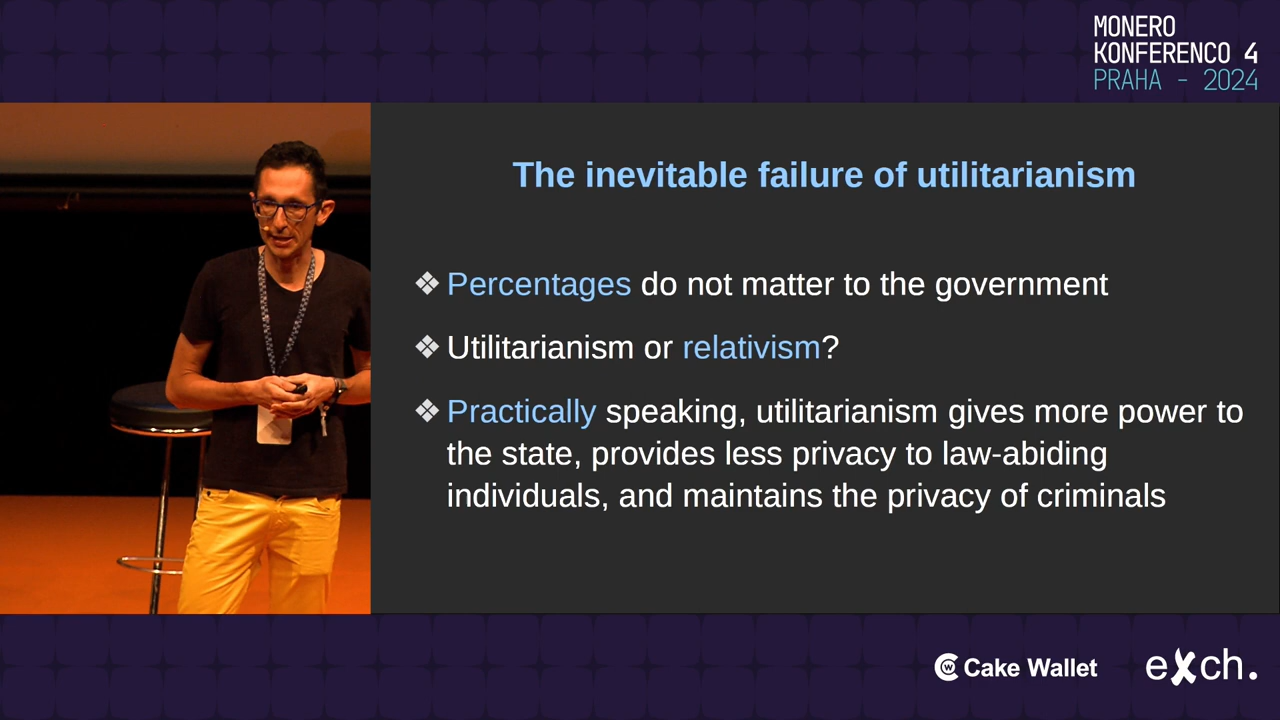 MONERO
KONFERENCO 4
PRAHA - 2024
The inevitable failure of utilitarianism
❖ Percentages do not matter to the government
❖ Utilitarianism or relativism?
❖ Practically speaking, utilitarianism gives more power to
the state, provides less privacy to law-abiding
individuals, and maintains the privacy of criminals
Cake Wallet
exch.